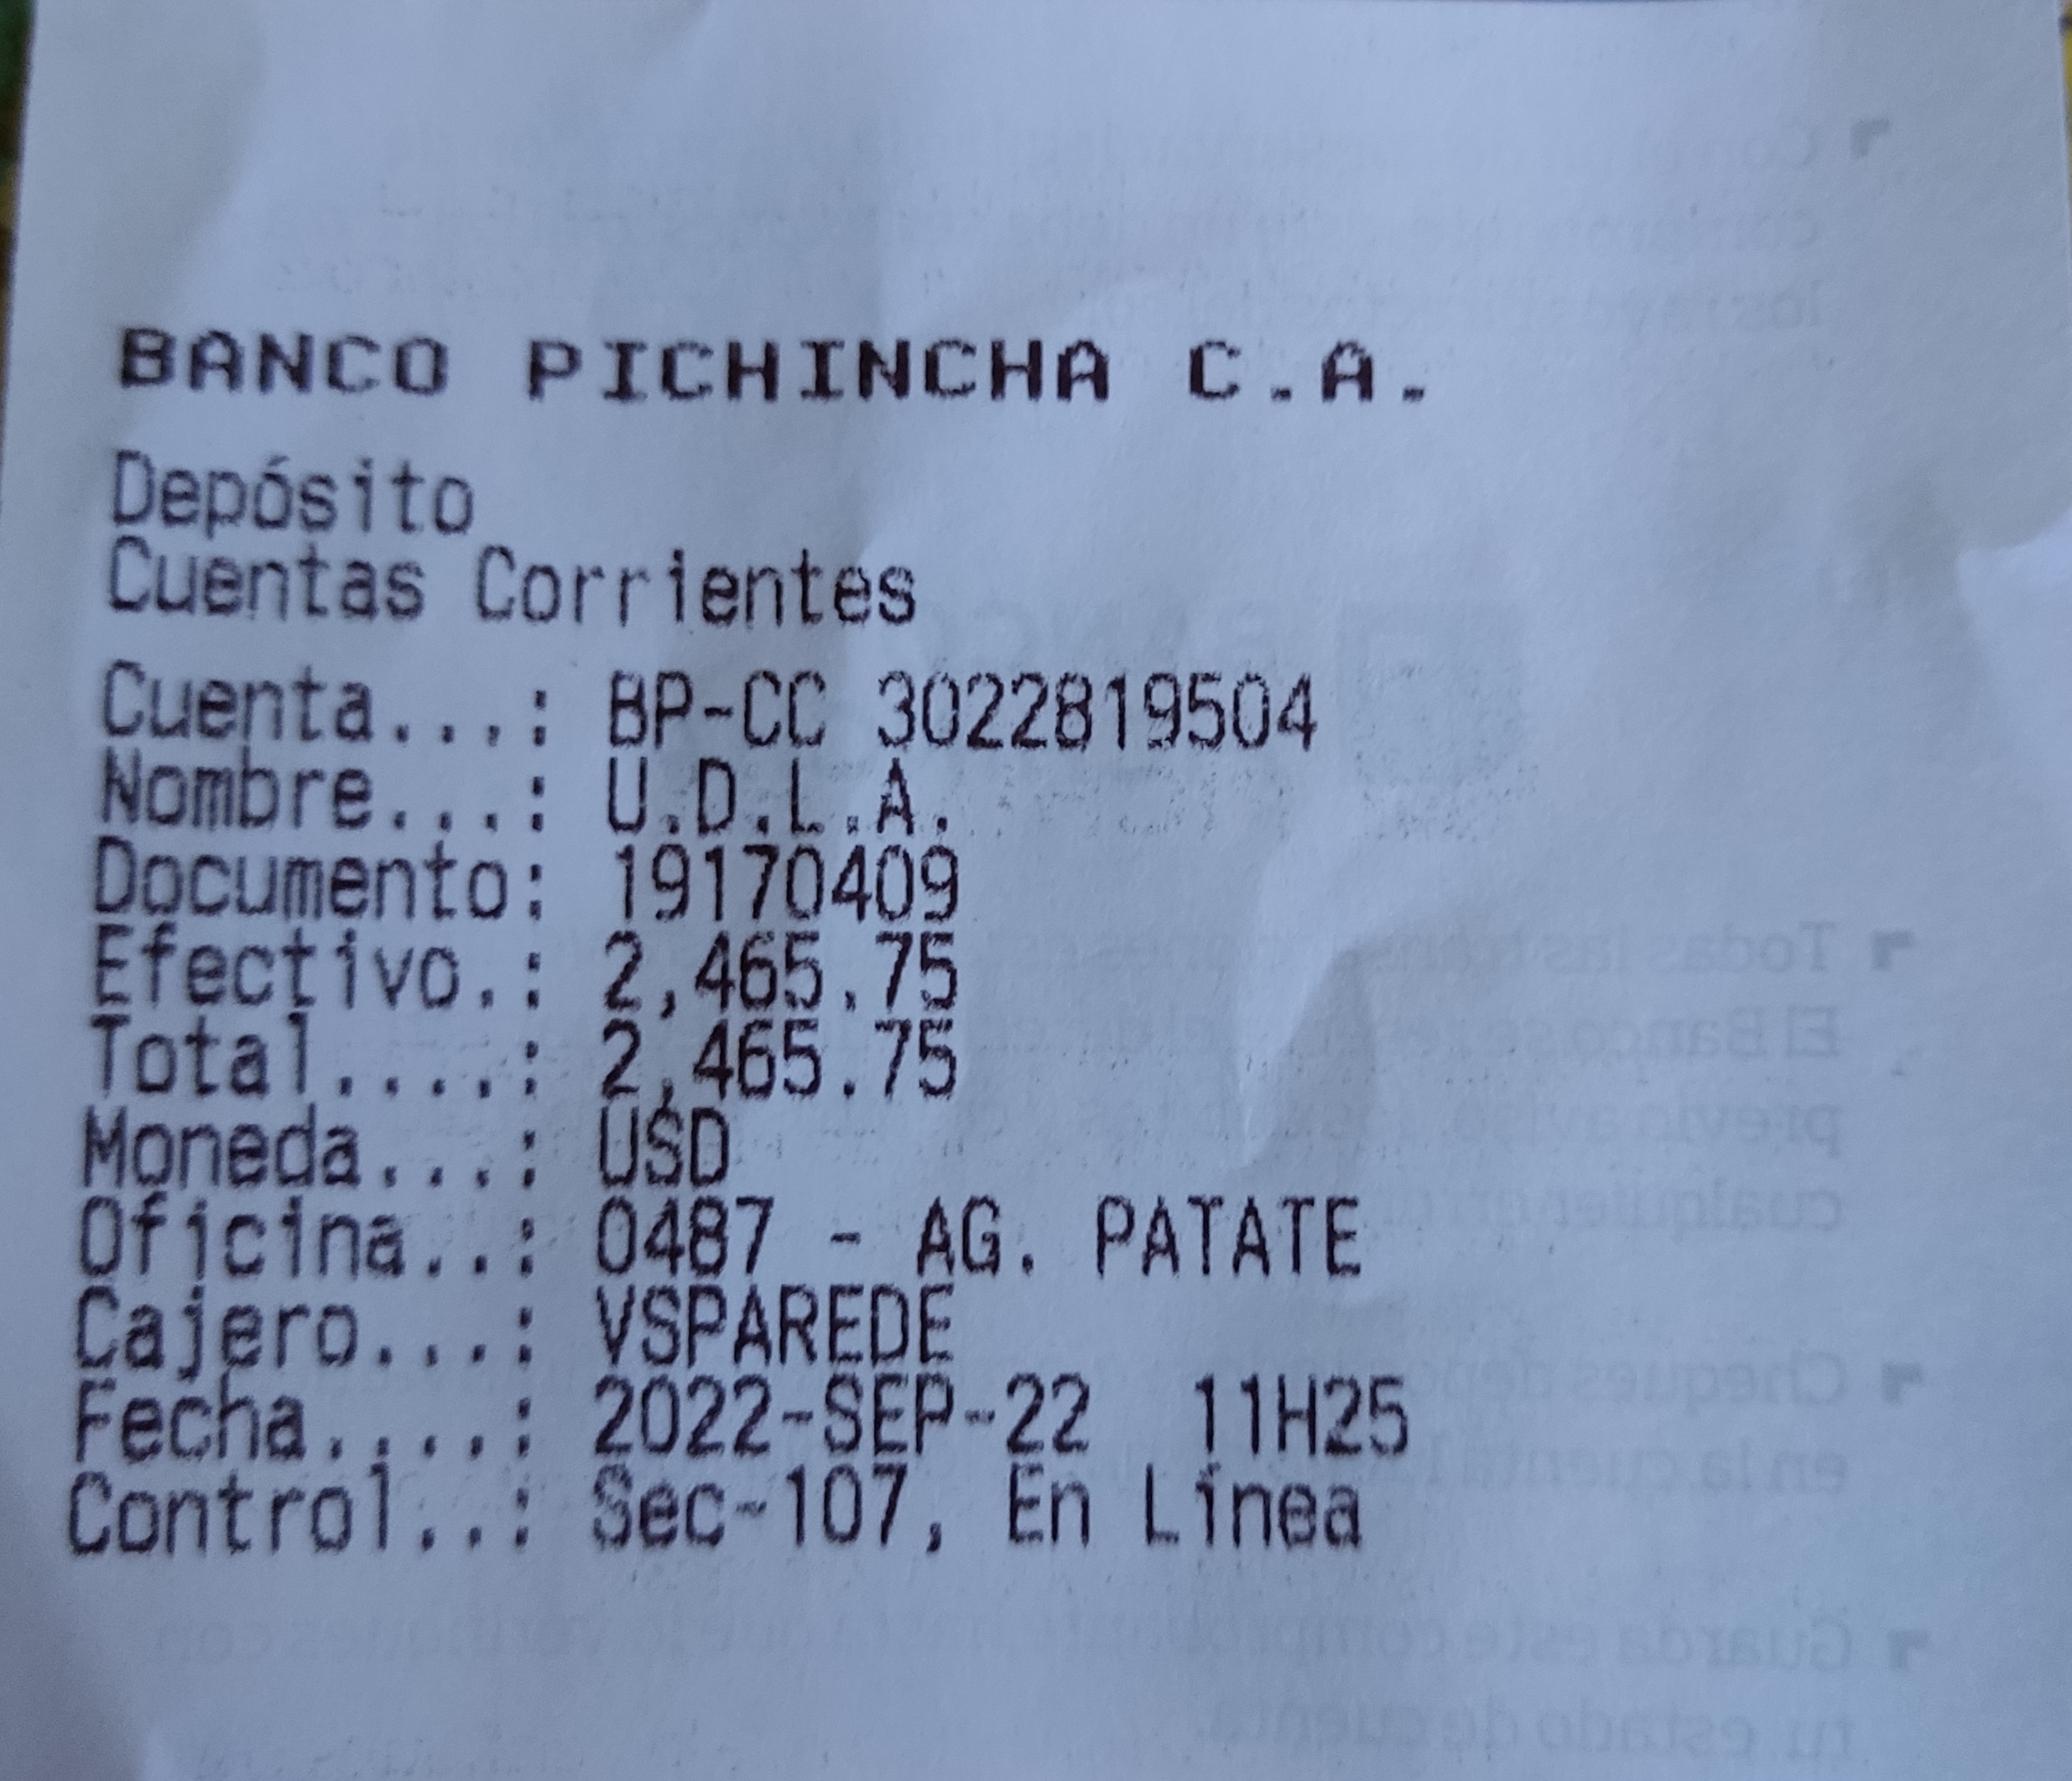 BANCO PICHINCHA C.A.
Depósito
Cuentas Corrientes
Cuenta...: BP-CC 3022819504
Nombre...: U.D.L.A.
Documento: 19170409
Efectivo.: 2,465.75
Total....: 2,465.75
Moneda...: USD
Oficina..: 0487 - AG. PATATE
Cajero...: VSPAREDE
Fecha....: 2022-SEP-22 11H25
Control..: Sec-107, En Línea